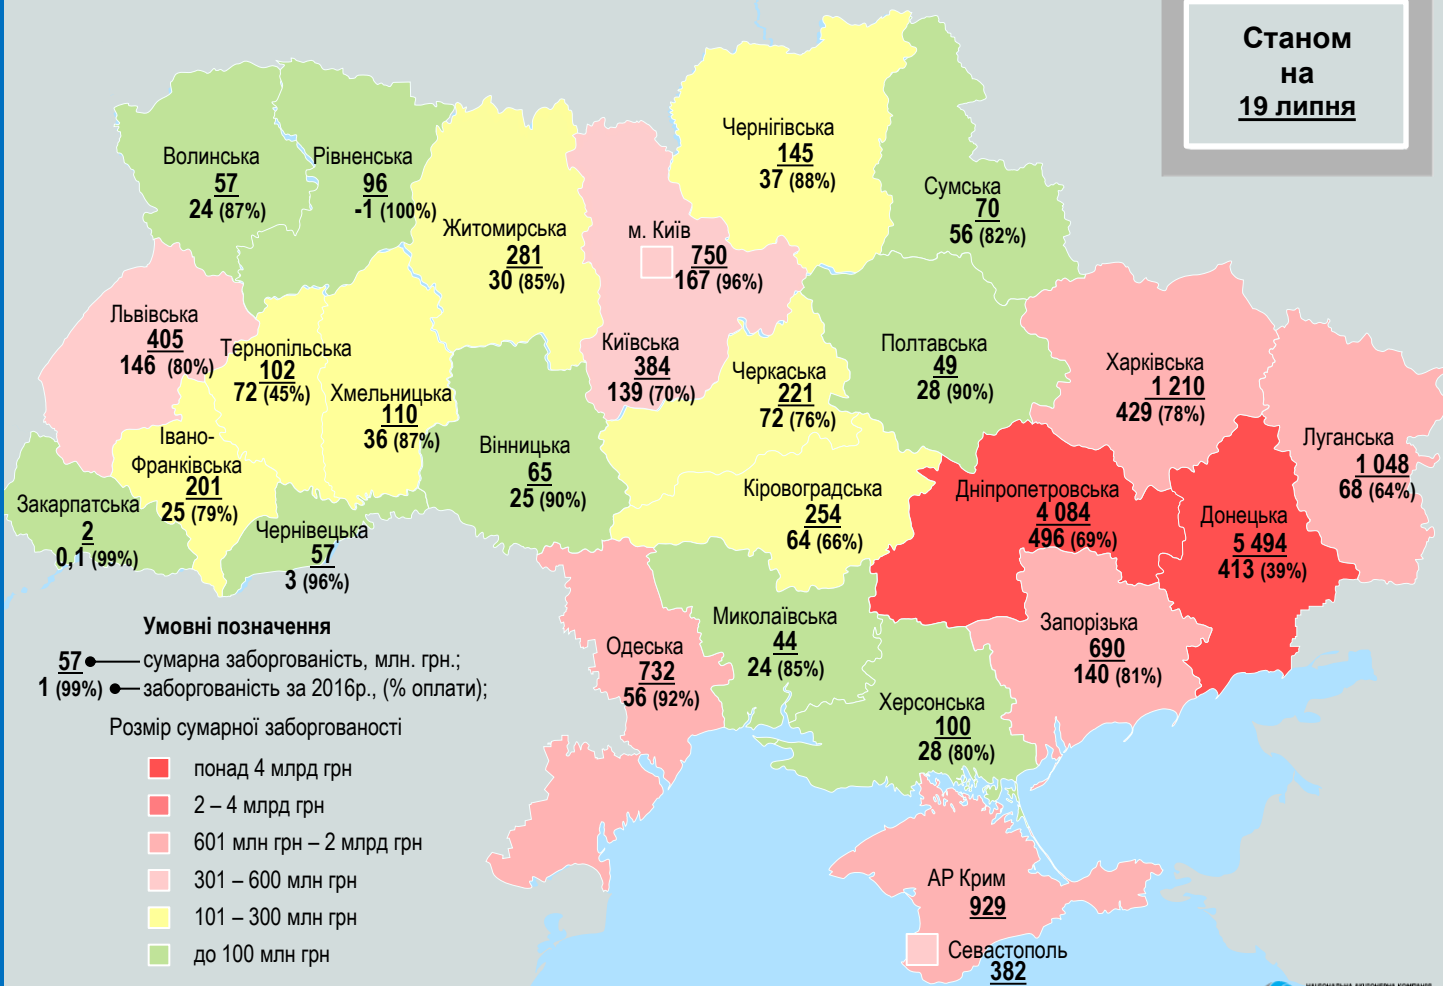 Станом
на
19 липня
Волинська
57
24 (87%)
Рівненська
96
-1 (100%)
Житомирська
281
30 (85%)
м. Київ
750
167 (96%)
Чернігівська
145
37 (88%)
Сумська
70
56 (82%)
Львівська
405
146 (80%)
Тернопільська
102
72 (45%)
Хмельницька
110
36 (87%)
Київська
384
139 (70%)
Черкаська
221
72 (76%)
Полтавська
49
28 (90%)
Харківська
1 210
429 (78%)
Луганська
1 048
68 (64%)
Івано-
Франківська
201
25 (79%)
Закарпатська
2
0,1 (99%)
Чернівецька
57
3 (96%)
Вінницька
65
25 (90%)
Кіровоградська
254
64 (66%)
Дніпропетровська
4 084
496 (69%)
Донецька
5 494
413 (39%)
Одеська
732
56 (92%)
Миколаївська
44
24 (85%)
Запорізька
690
140 (81%)
Херсонська
100
28 (80%)
АР Крим
929
Севастополь
382
Умовні позначення
57 сумарна заборгованість, млн. грн.;
1 (99%) заборгованість за 2016р., (% оплати);
Розмір сумарної заборгованості
понад 4 млрд грн
2 – 4 млрд грн
601 млн грн – 2 млрд грн
301 – 600 млн грн
101 – 300 млн грн
до 100 млн грн